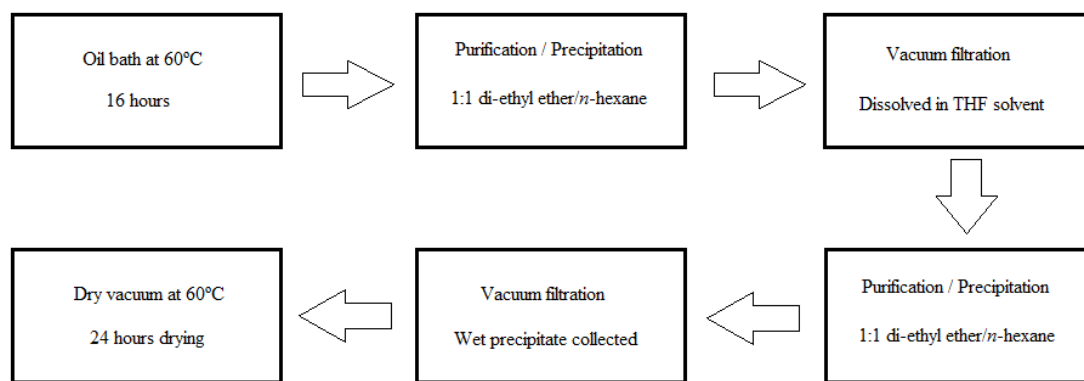 Oil bath at 60°C
16 hours
Purification / Precipitation
1:1 di-ethyl ether/n-hexane
Vacuum filtration
Dissolved in THF solvent
Purification / Precipitation
1:1 di-ethyl ether/n-hexane
Vacuum filtration
Wet precipitate collected
Dry vacuum at 60°C
24 hours drying